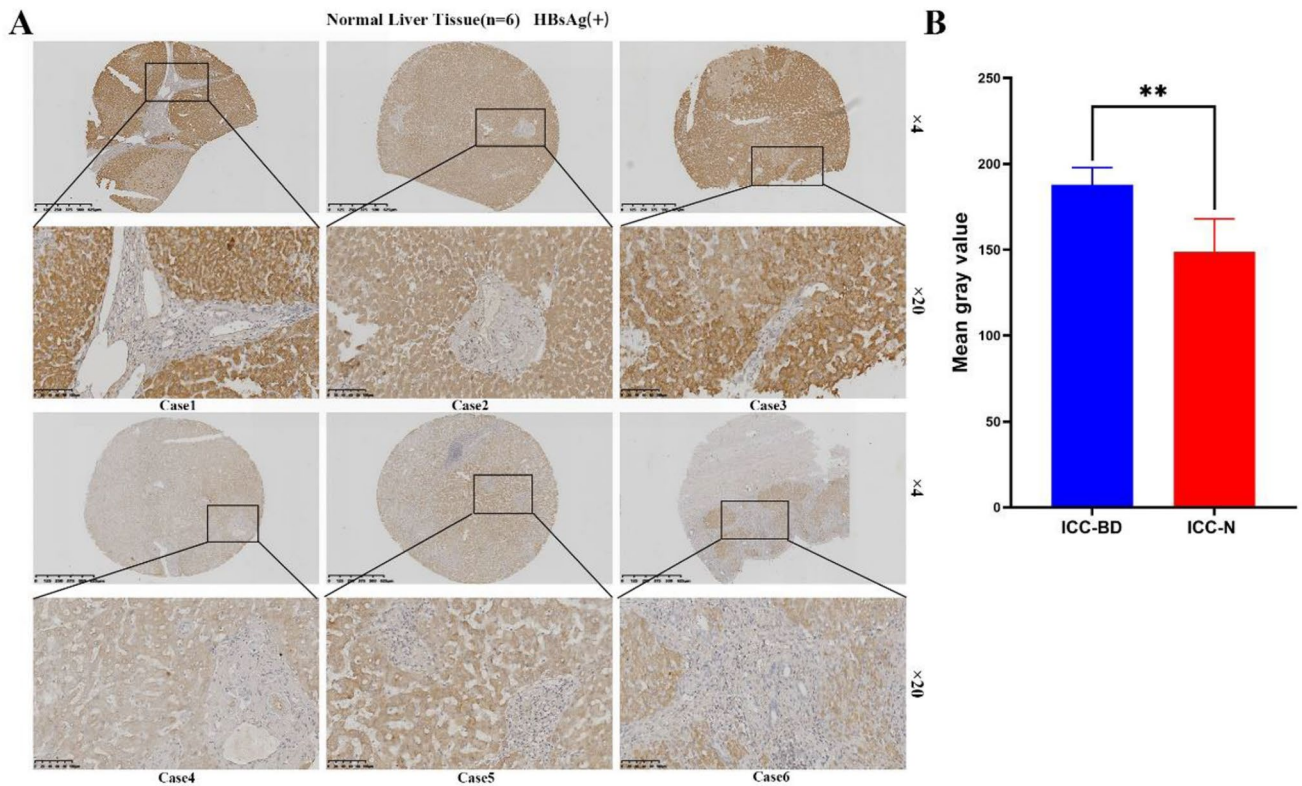 A
Normal Liver Tissue(n=6) HBsAg(+)
×4
×20
Case1
Case2
Case3
×4
×20
Case4
Case5
Case6
B
250
200
150
100
50
0
Mean gray value
**
ICC-BD
ICC-N